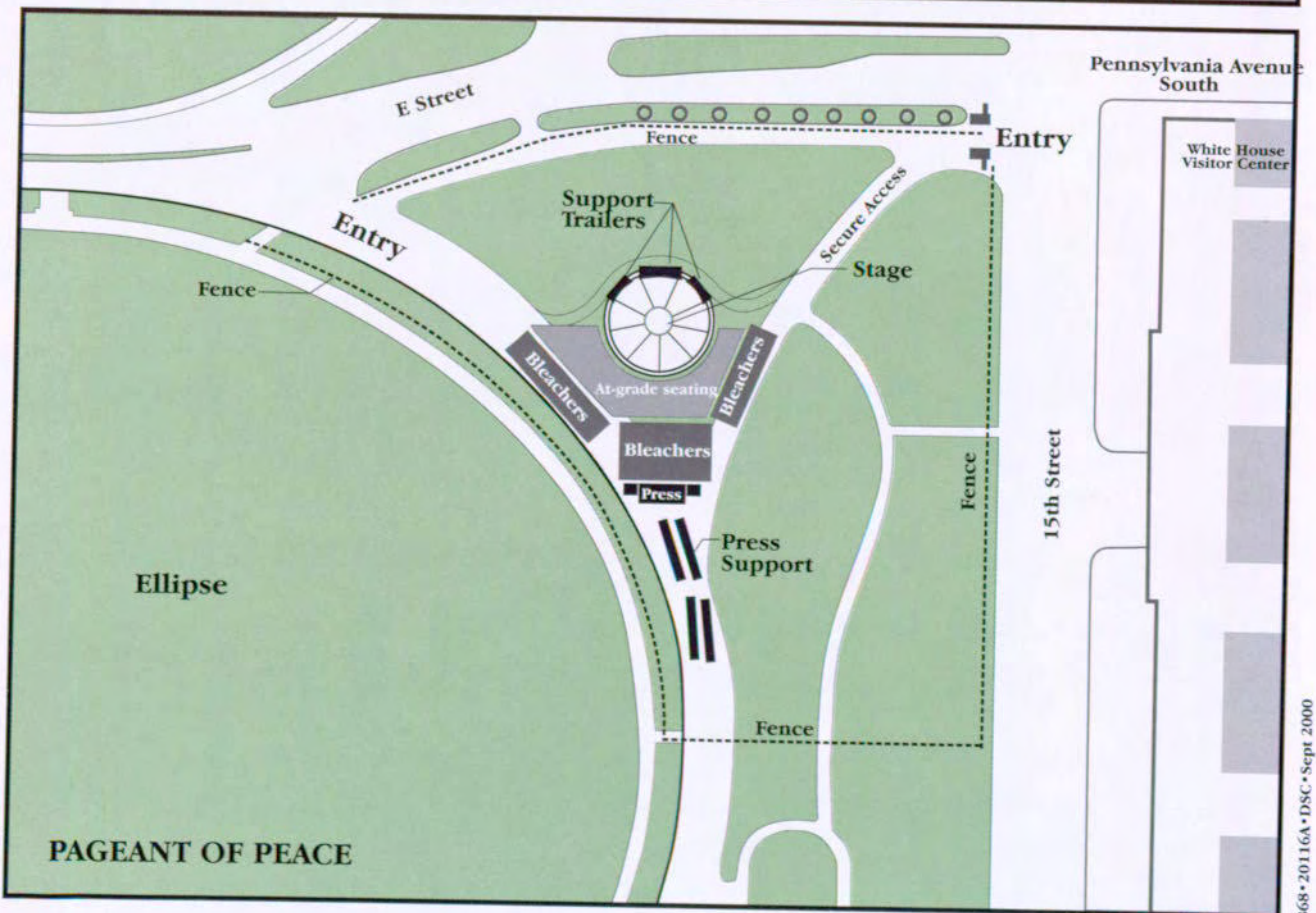 Pennsylvania Avenue
South
E Street
Fence
Entry
White House
Visitor Center
Support
Trailers
Secure Access
Entry
Stage
Fence
Bleachers
At-grade seating
Bleachers
Bleachers
Press
Fence
15th Street
Press
Support
Ellipse
Fence
PAGEANT OF PEACE
68•20116A•DSC•Sept 2000